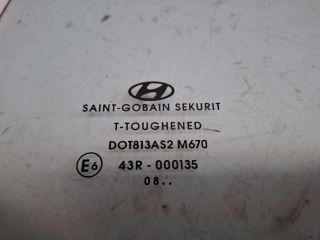 SAINT-GOBAIN SEKURIT
T-TOUGHENED
DOT813AS2 M670
E6 43R - 000135
08..